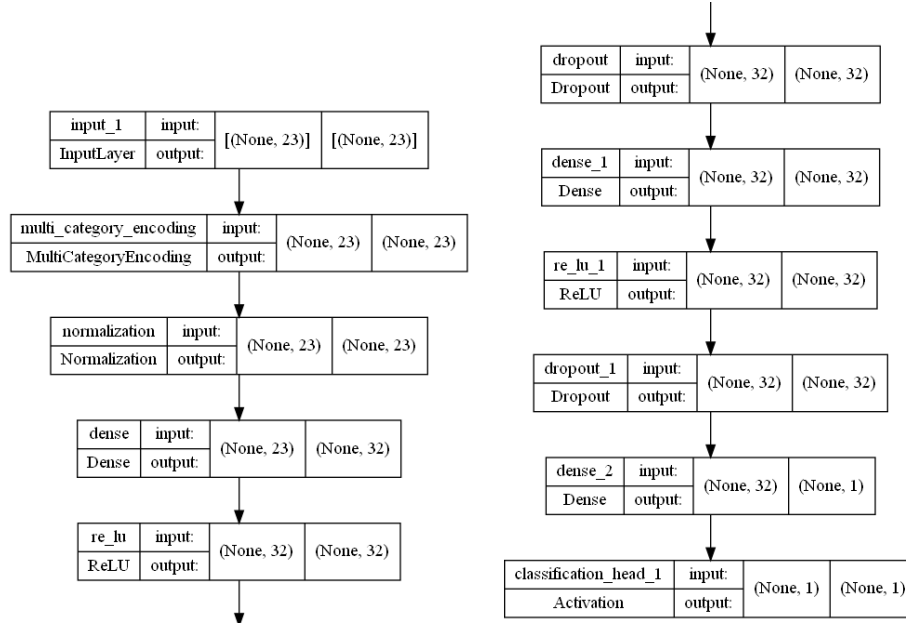 input_1 input: [(None, 23)] [(None, 23)]
InputLayer output:
multi_category_encoding input: (None, 23) (None, 23)
MultiCategoryEncoding output:
normalization input: (None, 23) (None, 23)
Normalization output:
dense input: (None, 23) (None, 32)
Dense output:
re_lu input: (None, 32) (None, 32)
ReLU output:
dropout input: (None, 32) (None, 32)
Dropout output:
dense_1 input: (None, 32) (None, 32)
Dense output:
re_lu_1 input: (None, 32) (None, 32)
ReLU output:
dropout_1 input: (None, 32) (None, 32)
Dropout output:
dense_2 input: (None, 32) (None, 1)
Dense output:
classification_head_1 input: (None, 1) (None, 1)
Activation output: